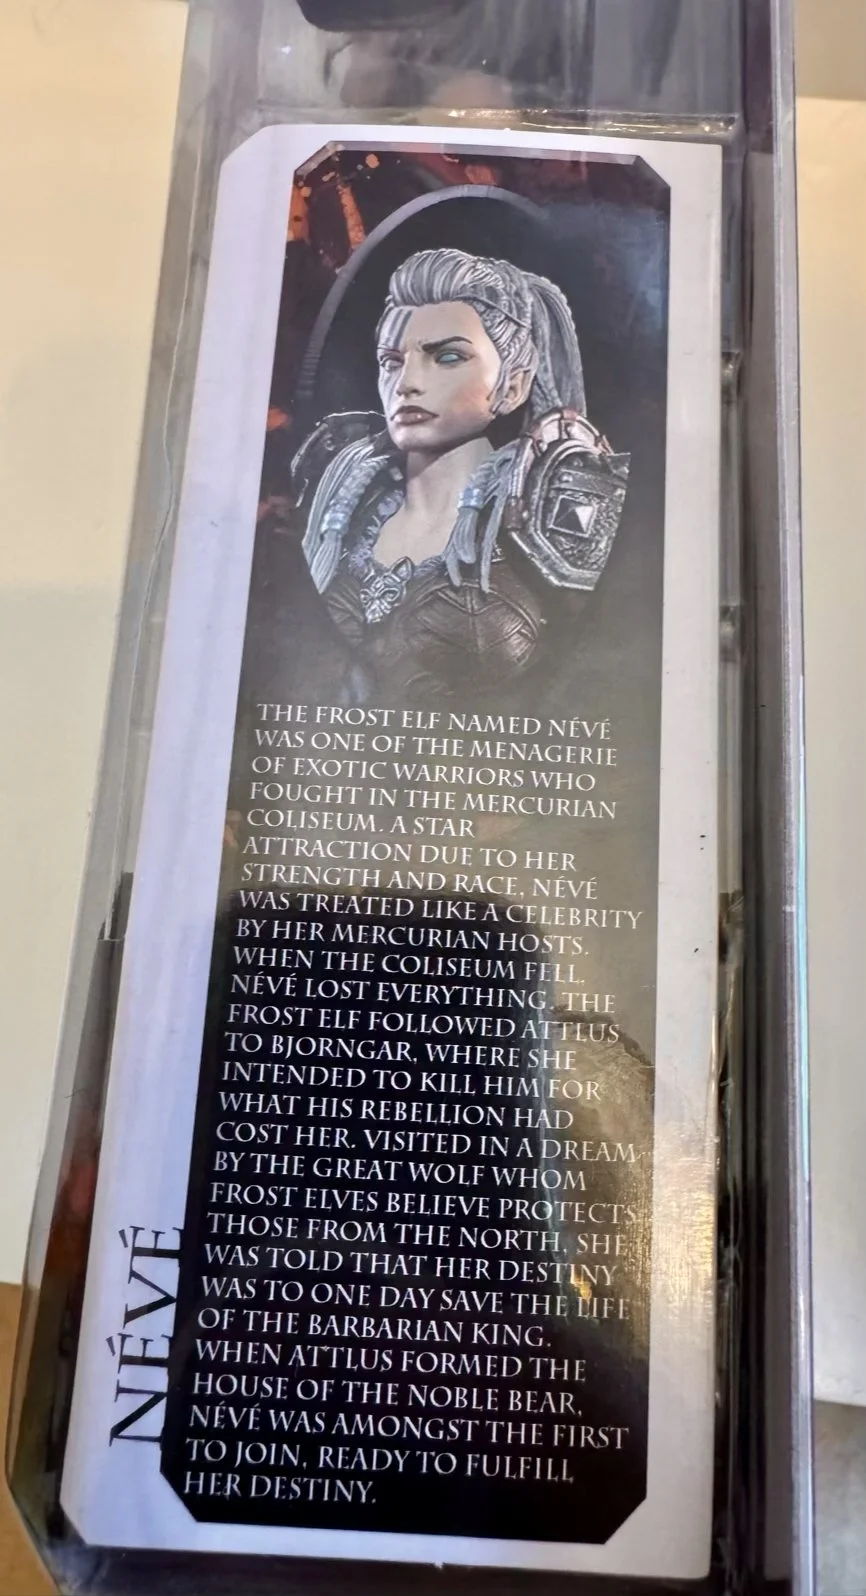 THE FROST ELF NAMED NÉVÉ
WAS ONE OF THE MENAGERIE
OF EXOTIC WARRIORS WHO
FOUGHT IN THE MERCURIAN
COLISEUM. A STAR
ATTRACTION DUE TO HER
STRENGTH AND RACE, NÉVÉ
WAS TREATED LIKE A CELEBRITY
BY HER MERCURIAN HOSTS.
WHEN THE COLISEUM FELL,
NÉVÉ LOST EVERYTHING. THE
FROST ELF FOLLOWED ATTLUS
TO BJORNGAR, WHERE SHE
INTENDED TO KILL HIM FOR
WHAT HIS REBELLION HAD
COST HER. VISITED IN A DREAM
BY THE GREAT WOLF WHOM
FROST ELVES BELIEVE PROTECTS
THOSE FROM THE NORTH, SHE
WAS TOLD THAT HER DESTINY
WAS TO ONE DAY SAVE THE LIFE
OF THE BARBARIAN KING.
WHEN ATTLUS FORMED THE
HOUSE OF THE NOBLE BEAR,
NÉVÉ WAS AMONGST THE FIRST
TO JOIN, READY TO FULFILL
HER DESTINY.
NÉVÉ